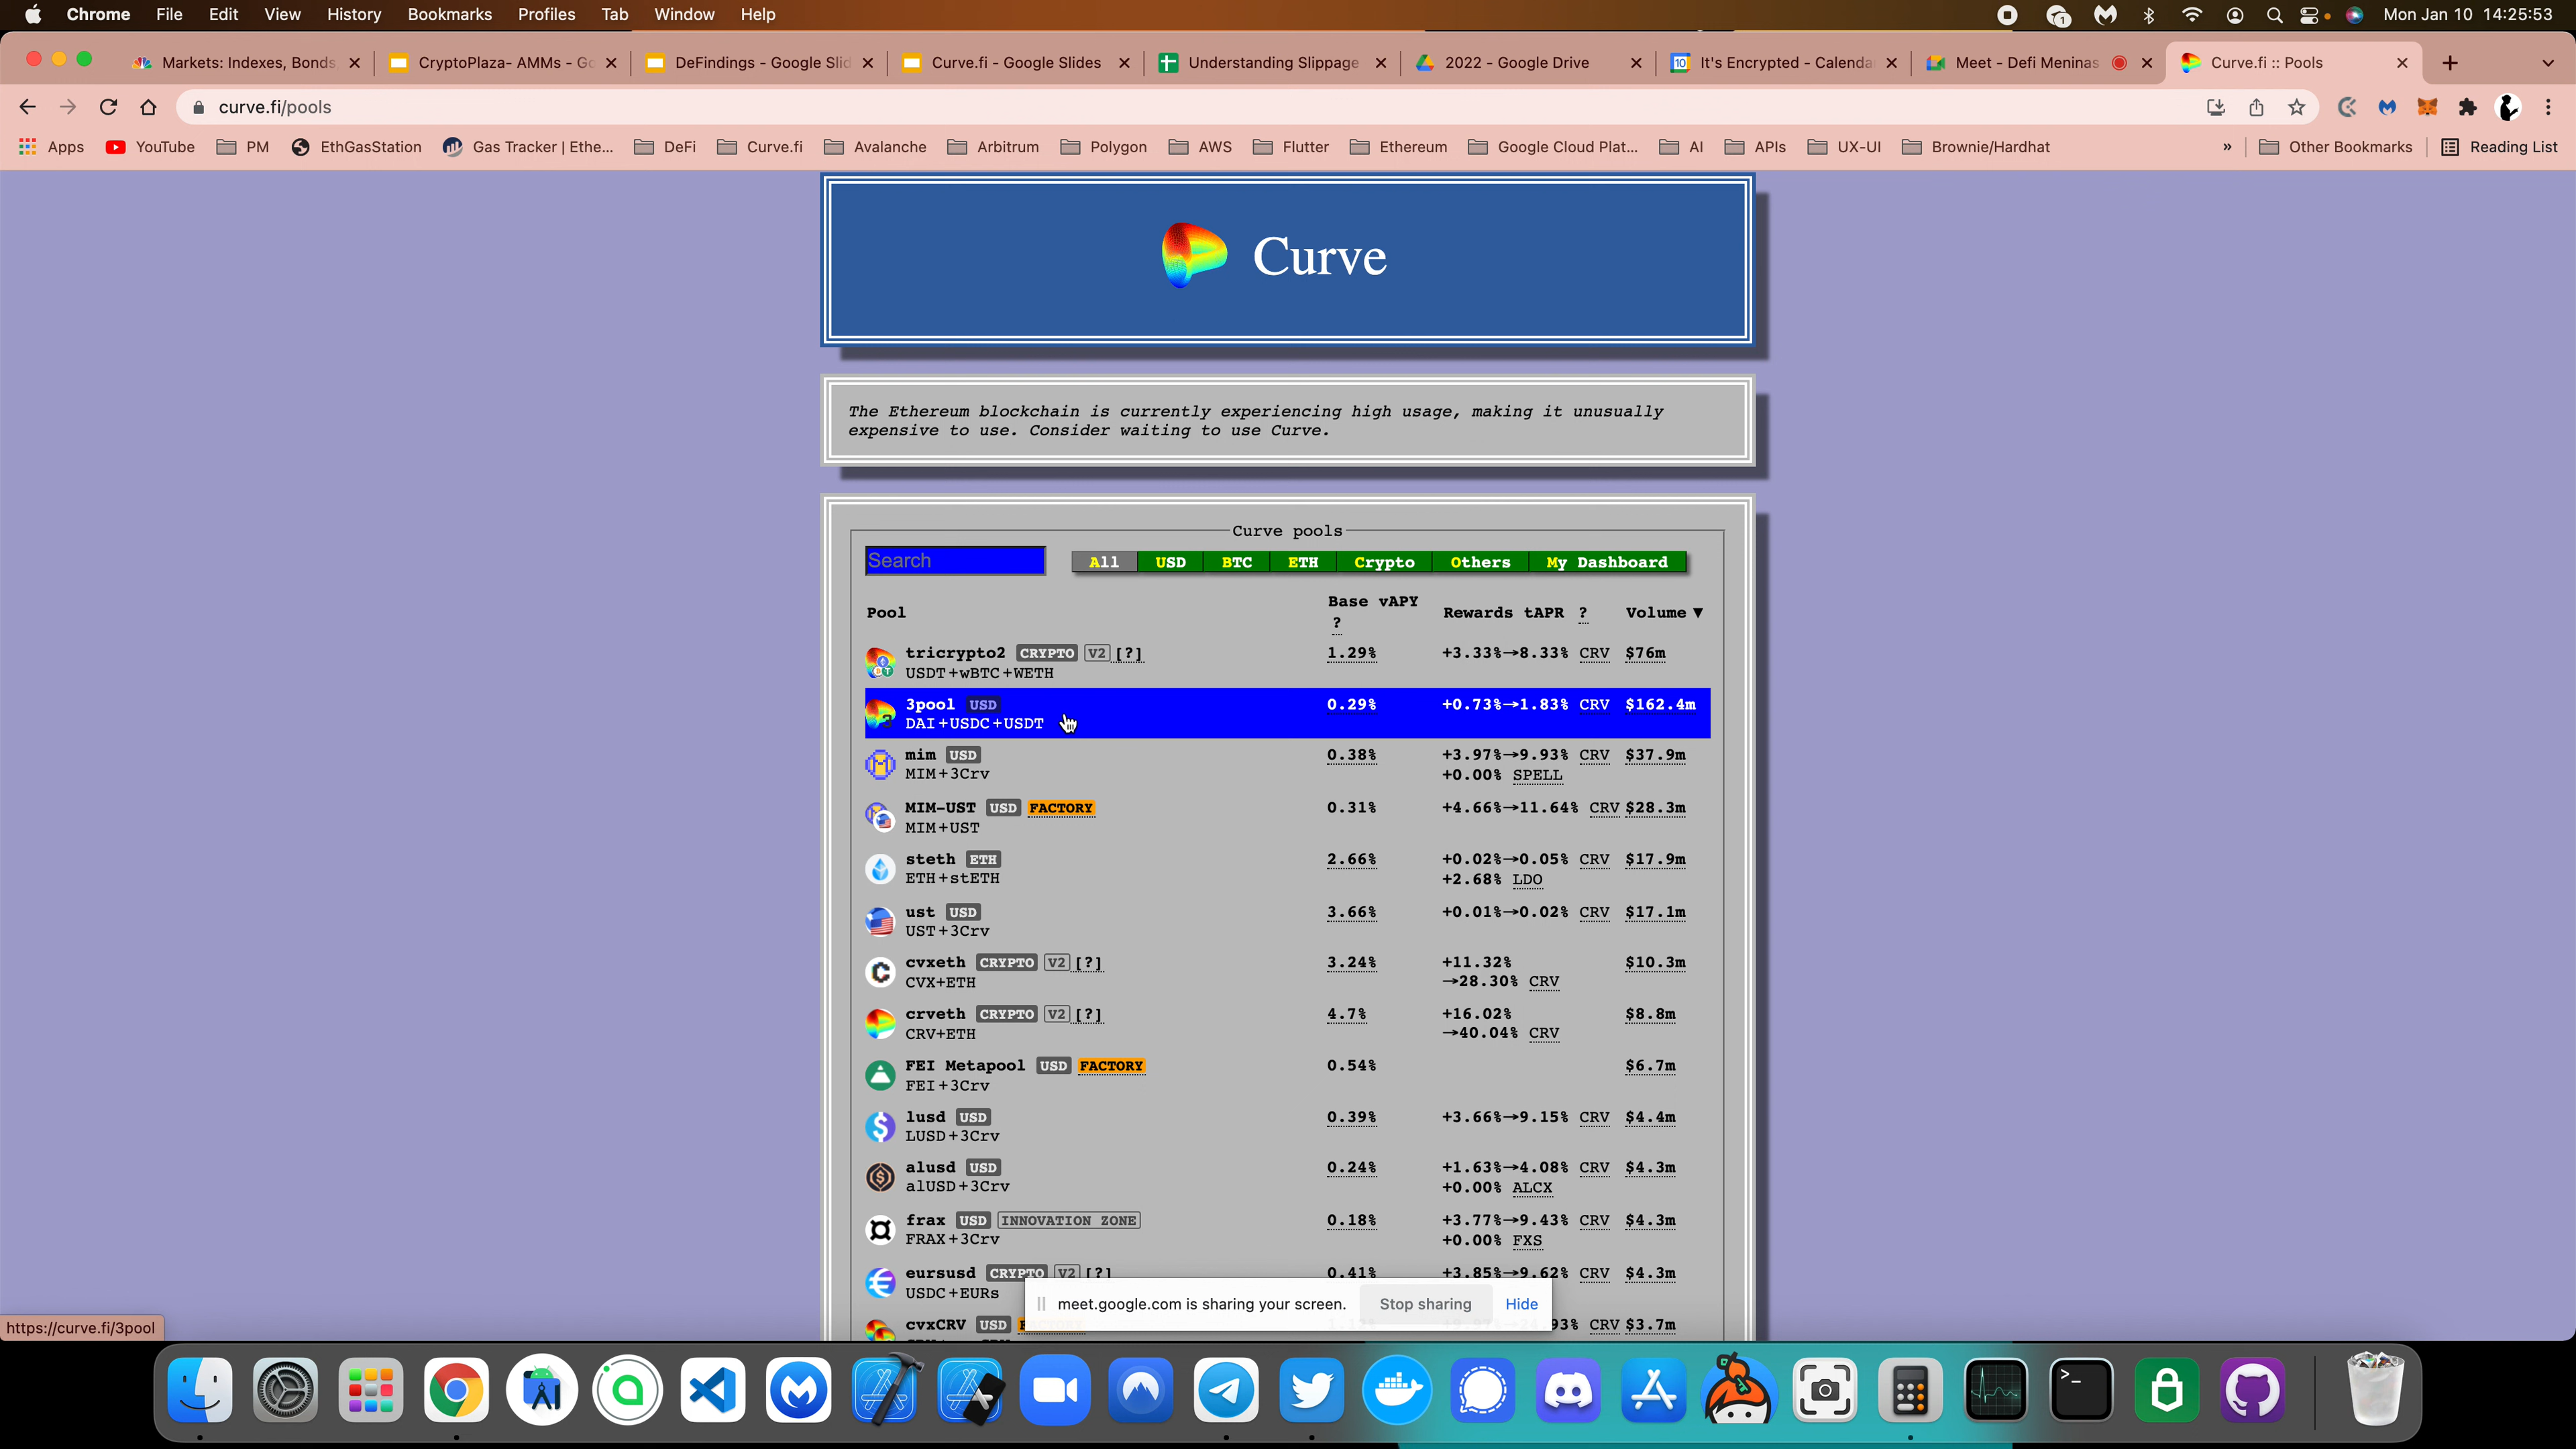 Chrome File Edit View History Bookmarks Profiles Tab Window Help 1 Mon Jan 10 14:25:53
Markets: Indexes, Bonds, CryptoPlaza- AMMs - Go DeFindings - Google Slid Curve.fi - Google Slides Understanding Slippage 2022 - Google Drive 10 It's Encrypted - Calenda Meet - Defi Meninas Curve.fi :: Pools
curve.fi/pools
Apps YouTube PM EthGasStation Gas Tracker | Ethe... DeFi Curve.fi Avalanche Arbitrum Polygon AWS Flutter Ethereum Google Cloud Plat... AI APIs UX-UI Brownie/Hardhat » Other Bookmarks Reading List
Curve
The Ethereum blockchain is currently experiencing high usage, making it unusually
expensive to use. Consider waiting to use Curve.
Curve pools
Search All USD BTC ETH Crypto Others My Dashboard
Pool Base vAPY ? Rewards tAPR ? Volume ▼
tricrypto2 CRYPTO V2 [?] 1.29% +3.33%→8.33% CRV $76m
USDT+wBTC+WETH
3pool USD 0.29% +0.73%→1.83% CRV $162.4m
DAI+USDC+USDT
mim USD 0.38% +3.97%→9.93% CRV $37.9m
MIM+3Crv +0.00% SPELL
MIM-UST USD FACTORY 0.31% +4.66%→11.64% CRV $28.3m
MIM+UST
steth ETH 2.66% +0.02%→0.05% CRV $17.9m
ETH+stETH +2.68% LDO
ust USD 3.66% +0.01%→0.02% CRV $17.1m
UST+3Crv
cvxeth CRYPTO V2 [?] 3.24% +11.32% $10.3m
CVX+ETH →28.30% CRV
crveth CRYPTO V2 [?] 4.7% +16.02% $8.8m
CRV+ETH →40.04% CRV
FEI Metapool USD FACTORY 0.54% $6.7m
FEI+3Crv
lusd USD 0.39% +3.66%→9.15% CRV $4.4m
LUSD+3Crv
alusd USD 0.24% +1.63%→4.08% CRV $4.3m
alUSD+3Crv +0.00% ALCX
frax USD INNOVATION ZONE 0.18% +3.77%→9.43% CRV $4.3m
FRAX+3Crv +0.00% FXS
eursusd CRYPTO V2 [?] 0.41% +3.85%→9.62% CRV $4.3m
USDC+EURs
meet.google.com is sharing your screen. Stop sharing Hide
cvxCRV USD CRV $3.7m
https://curve.fi/3pool